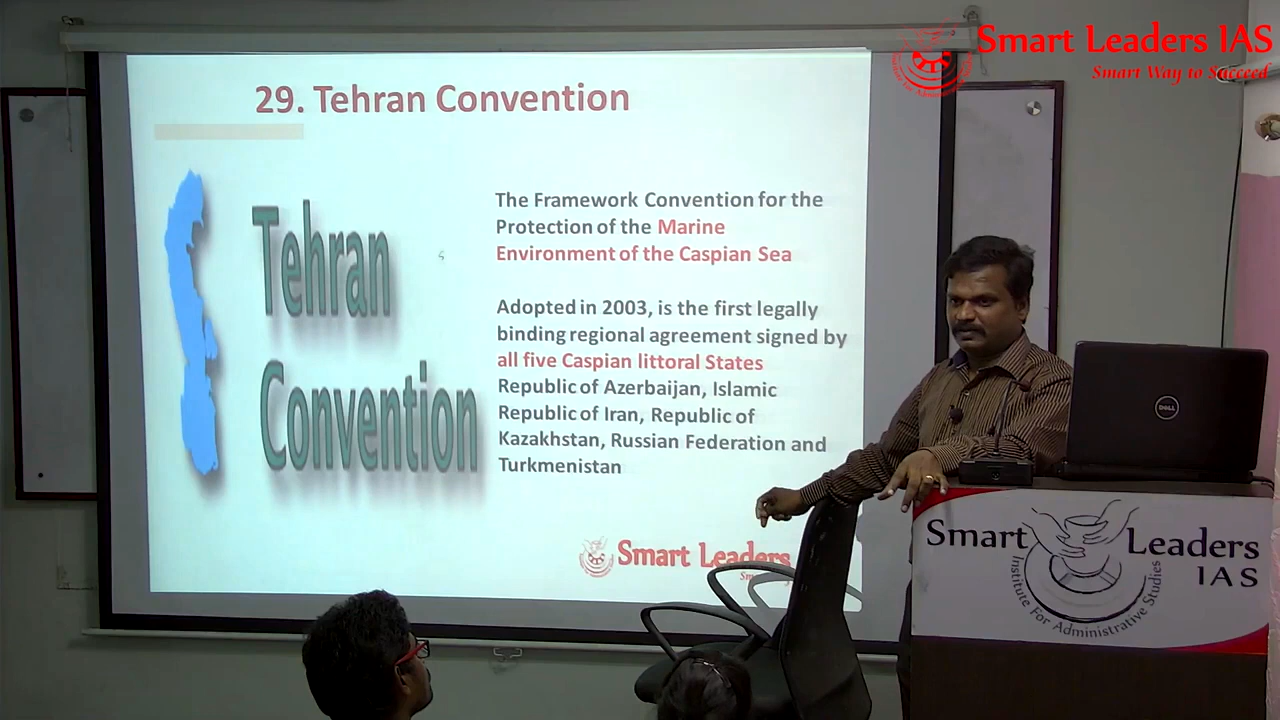 Smart Leaders IAS
Smart Way to Succeed
29. Tehran Convention
Tehran
Convention
The Framework Convention for the
Protection of the Marine
Environment of the Caspian Sea
Adopted in 2003, is the first legally
binding regional agreement signed by
all five Caspian littoral States
Republic of Azerbaijan, Islamic
Republic of Iran, Republic of
Kazakhstan, Russian Federation and
Turkmenistan
Smart Leaders
DELL
Smart Leaders
IAS
Institute For Administrative Studies